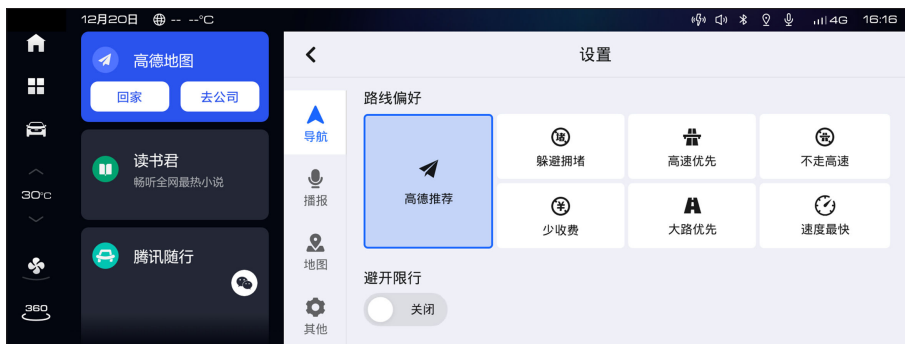 12月20日 -- --°C 4G 16:16
高德地图
回家 去公司
读书君
畅听全网最热小说
腾讯随行
30°C
360
设置
导航
播报
地图
其他
路线偏好
高德推荐
堵
躲避拥堵
高速优先
不走高速
¥
少收费
大路优先
速度最快
避开限行
关闭